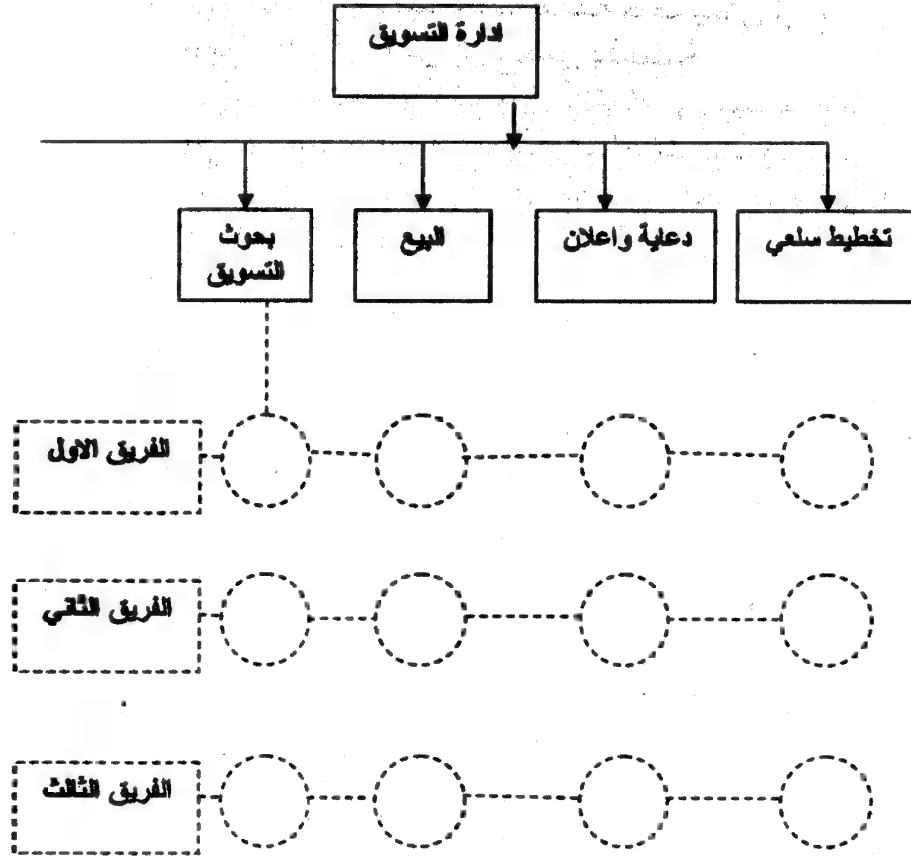 ادارة التسويق
تخطيط سلعي
دعاية واعلان
البيع
بحوث
التسويق
الفريق الاول
الفريق الثاني
الفريق الثالث